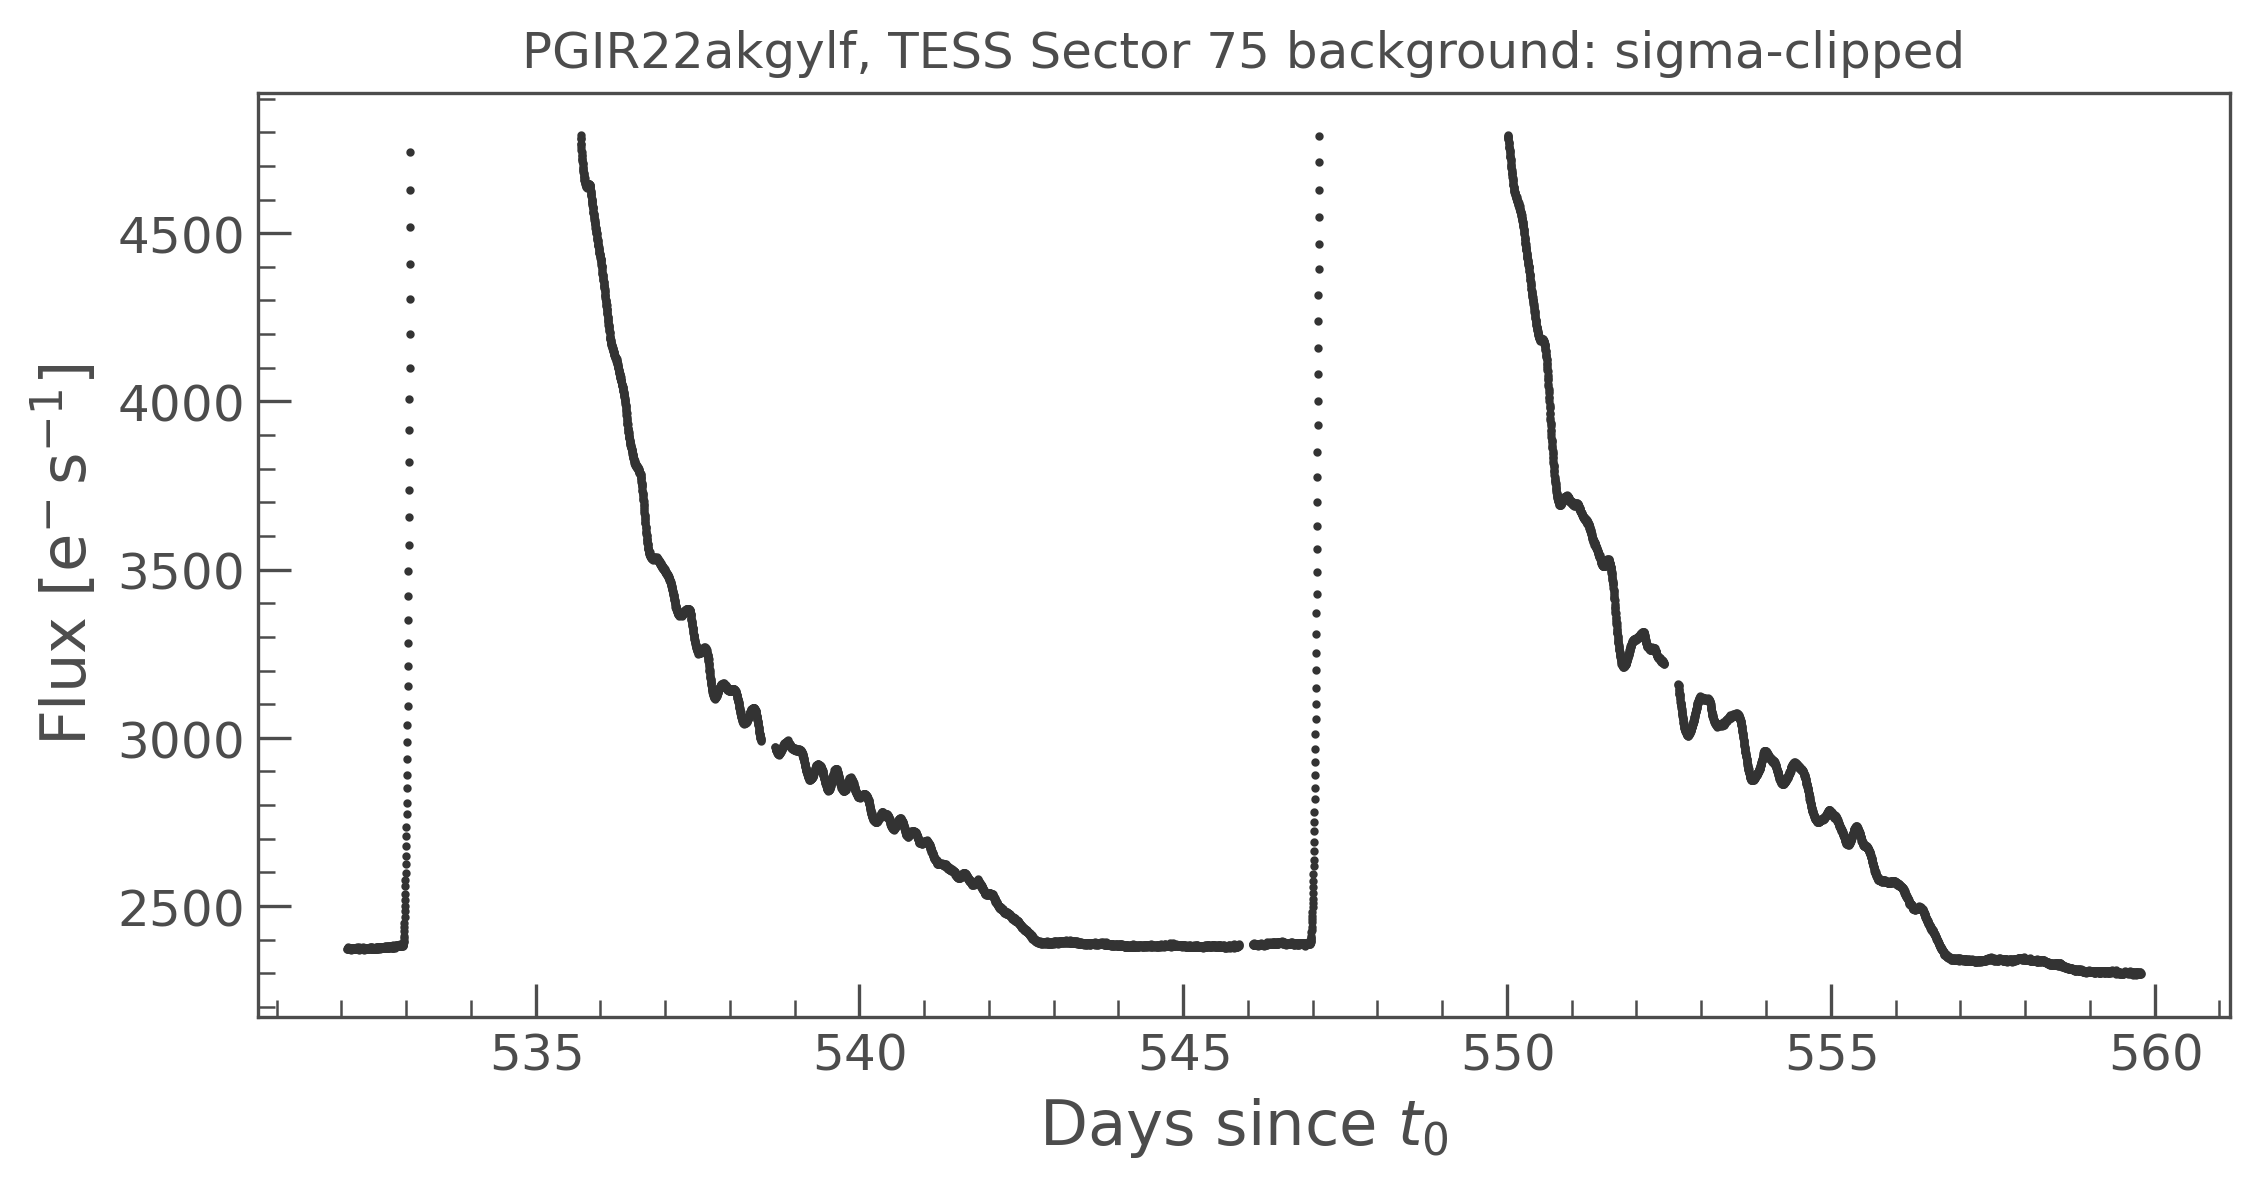 PGIR22akgylf, TESS Sector 75 background: sigma-clipped
Flux [e⁻ s⁻¹]
4500
4000
3500
3000
2500
535 540 545 550 555 560
Days since t₀